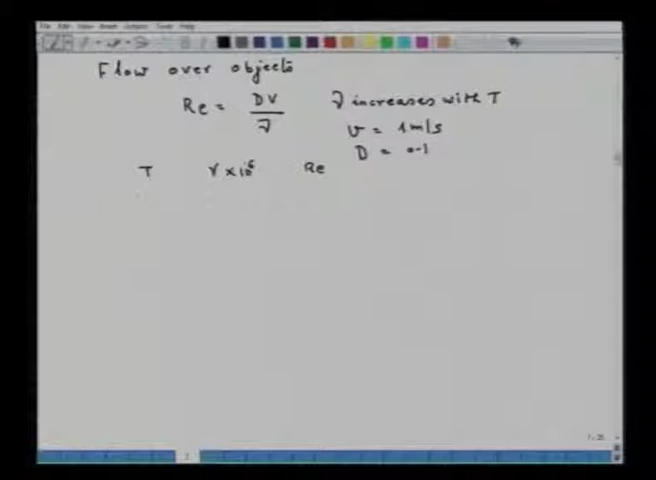 Flow over objects
Re = DV / ν    ν increases with T
V = 1 m/s
D = 0.1
T    γ × 10⁶    Re